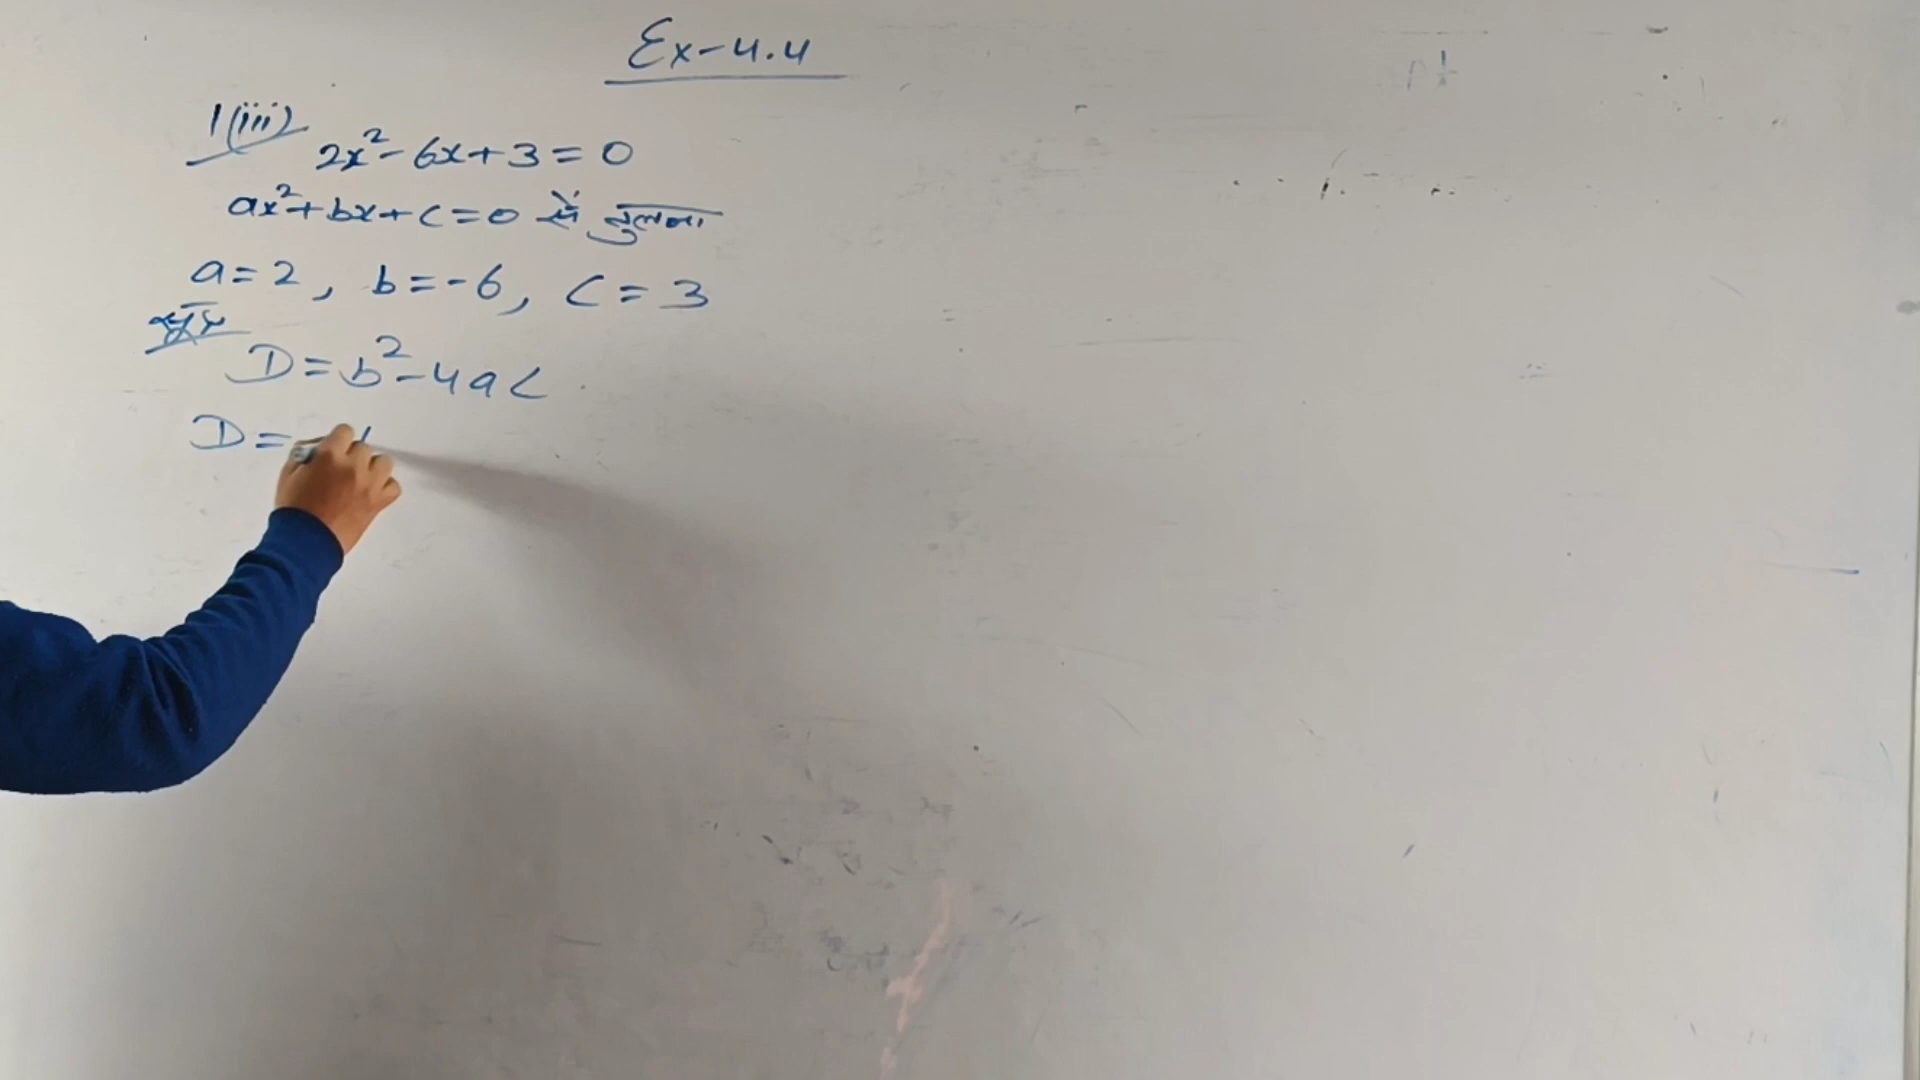 Ex-4.4
1(iii)
2x²-6x+3=0
ax²+bx+c=0 से तुलना
a=2, b=-6, c=3
सूत्र
D=b²-4ac
D=